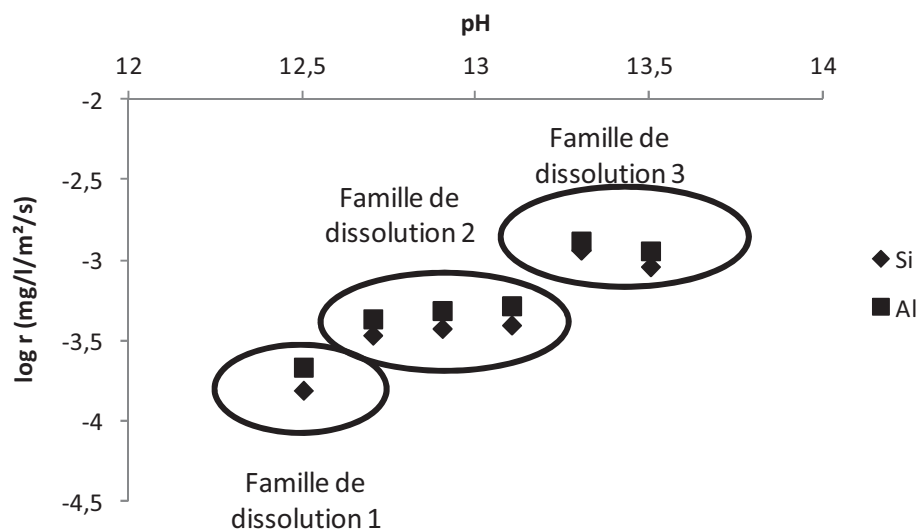 pH
12 12,5 13 13,5 14
-2
-2,5
-3
-3,5
-4
-4,5
log r (mg/l/m²/s)
Famille de
dissolution 3
Famille de
dissolution 2
Famille de
dissolution 1
Si
Al